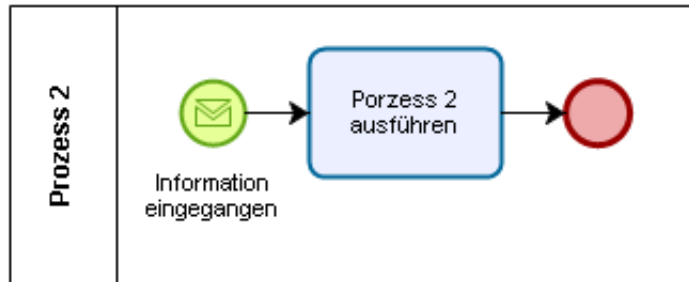 Prozess 2
Porzess 2
ausführen
Information
eingegangen